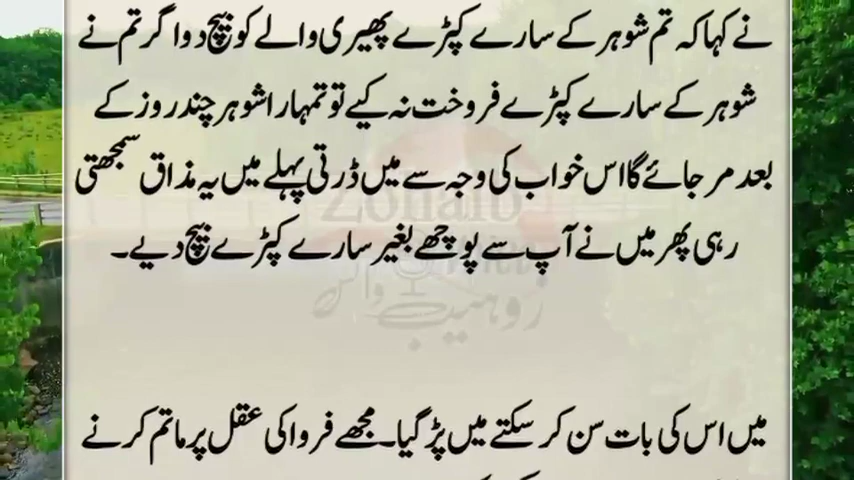 نے کہا کہ تم شوہر کے سارے کپڑے پھیری والے کو بیچ دو اگر تم نے
شوہر کے سارے کپڑے فروخت نہ کیے تو تمہارا شوہر چند روز کے
بعد مر جائے گا اس خواب کی وجہ سے میں ڈرتی پہلے میں یہ مذاق سمجھتی
رہی پھر میں نے آپ سے پوچھے بغیر سارے کپڑے بیچ دیے۔
Zohaib
زوہیب وائس
میں اس کی بات سن کر سکتے میں پڑ گیا۔ مجھے فروا کی عقل پر ماتم کرنے